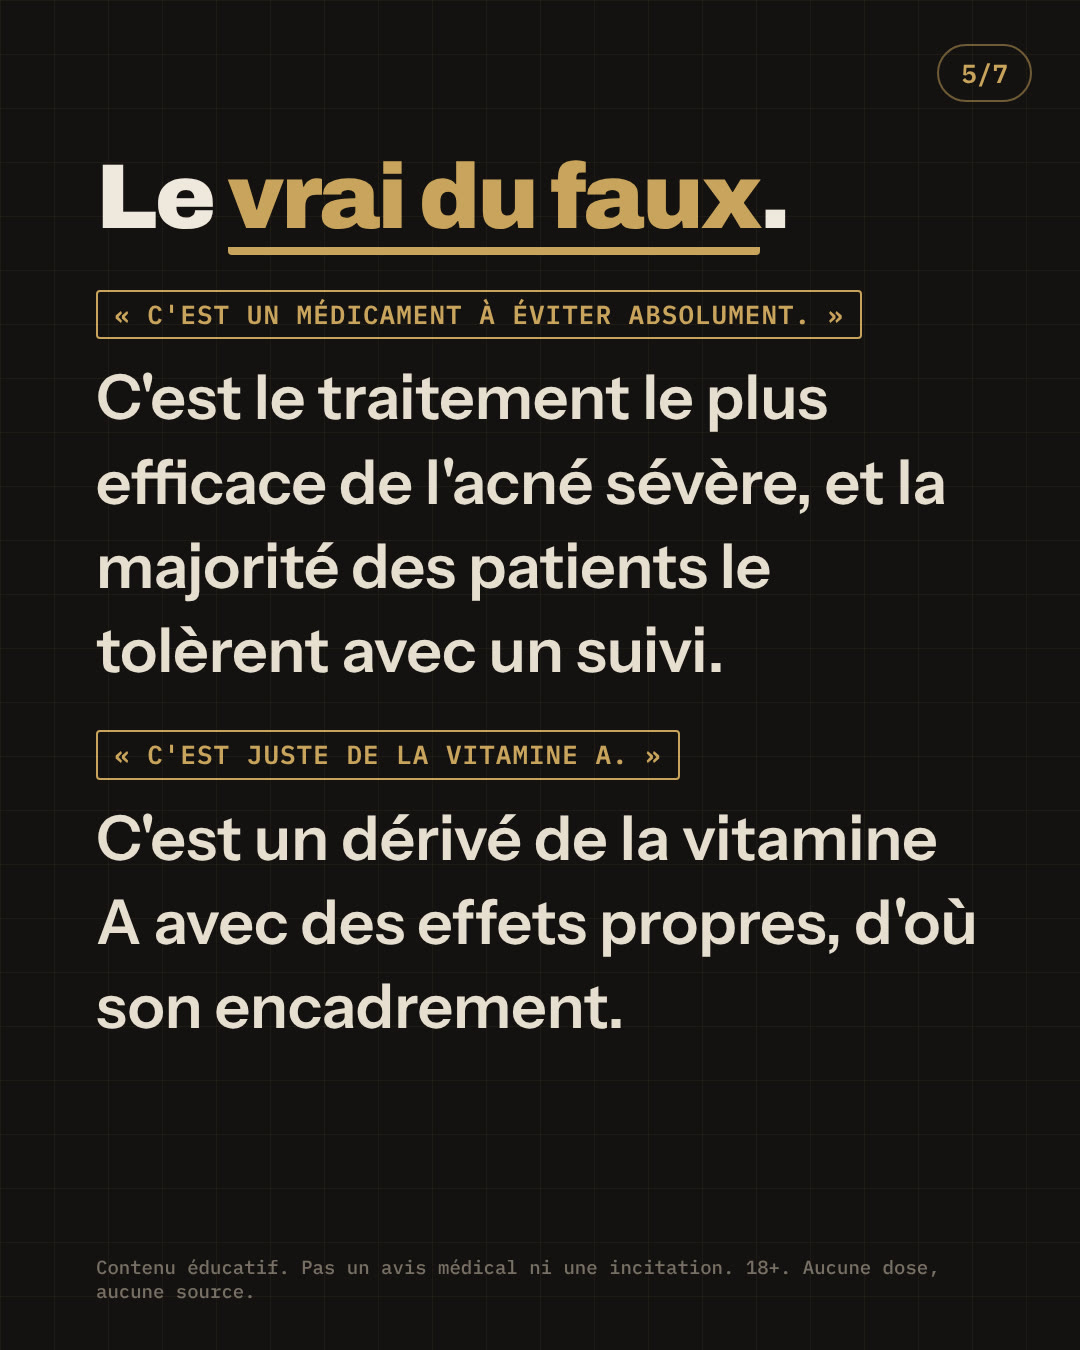 5/7
Le vrai du faux.
« C'EST UN MÉDICAMENT À ÉVITER ABSOLUMENT. »
C'est le traitement le plus
efficace de l'acné sévère, et la
majorité des patients le
tolèrent avec un suivi.
« C'EST JUSTE DE LA VITAMINE A. »
C'est un dérivé de la vitamine
A avec des effets propres, d'où
son encadrement.
Contenu éducatif. Pas un avis médical ni une incitation. 18+. Aucune dose,
aucune source.